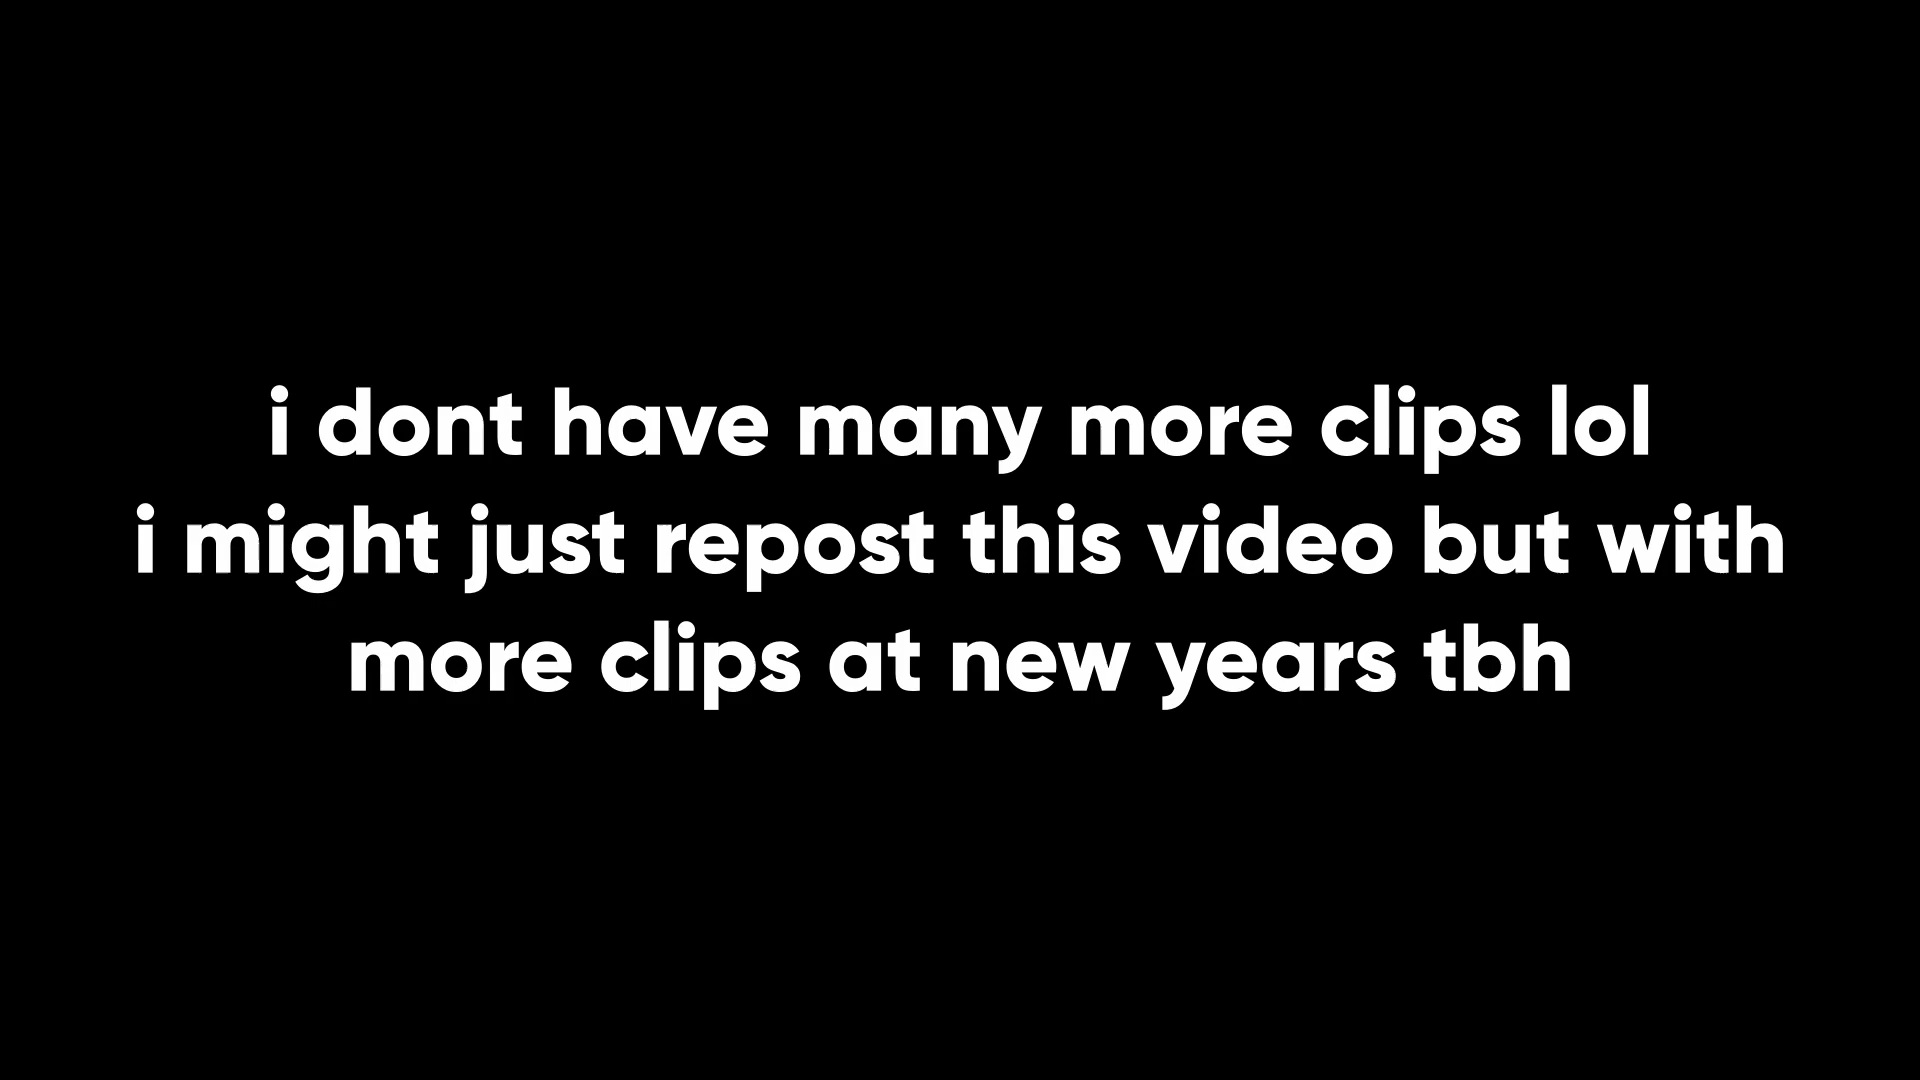 i dont have many more clips lol
i might just repost this video but with
more clips at new years tbh